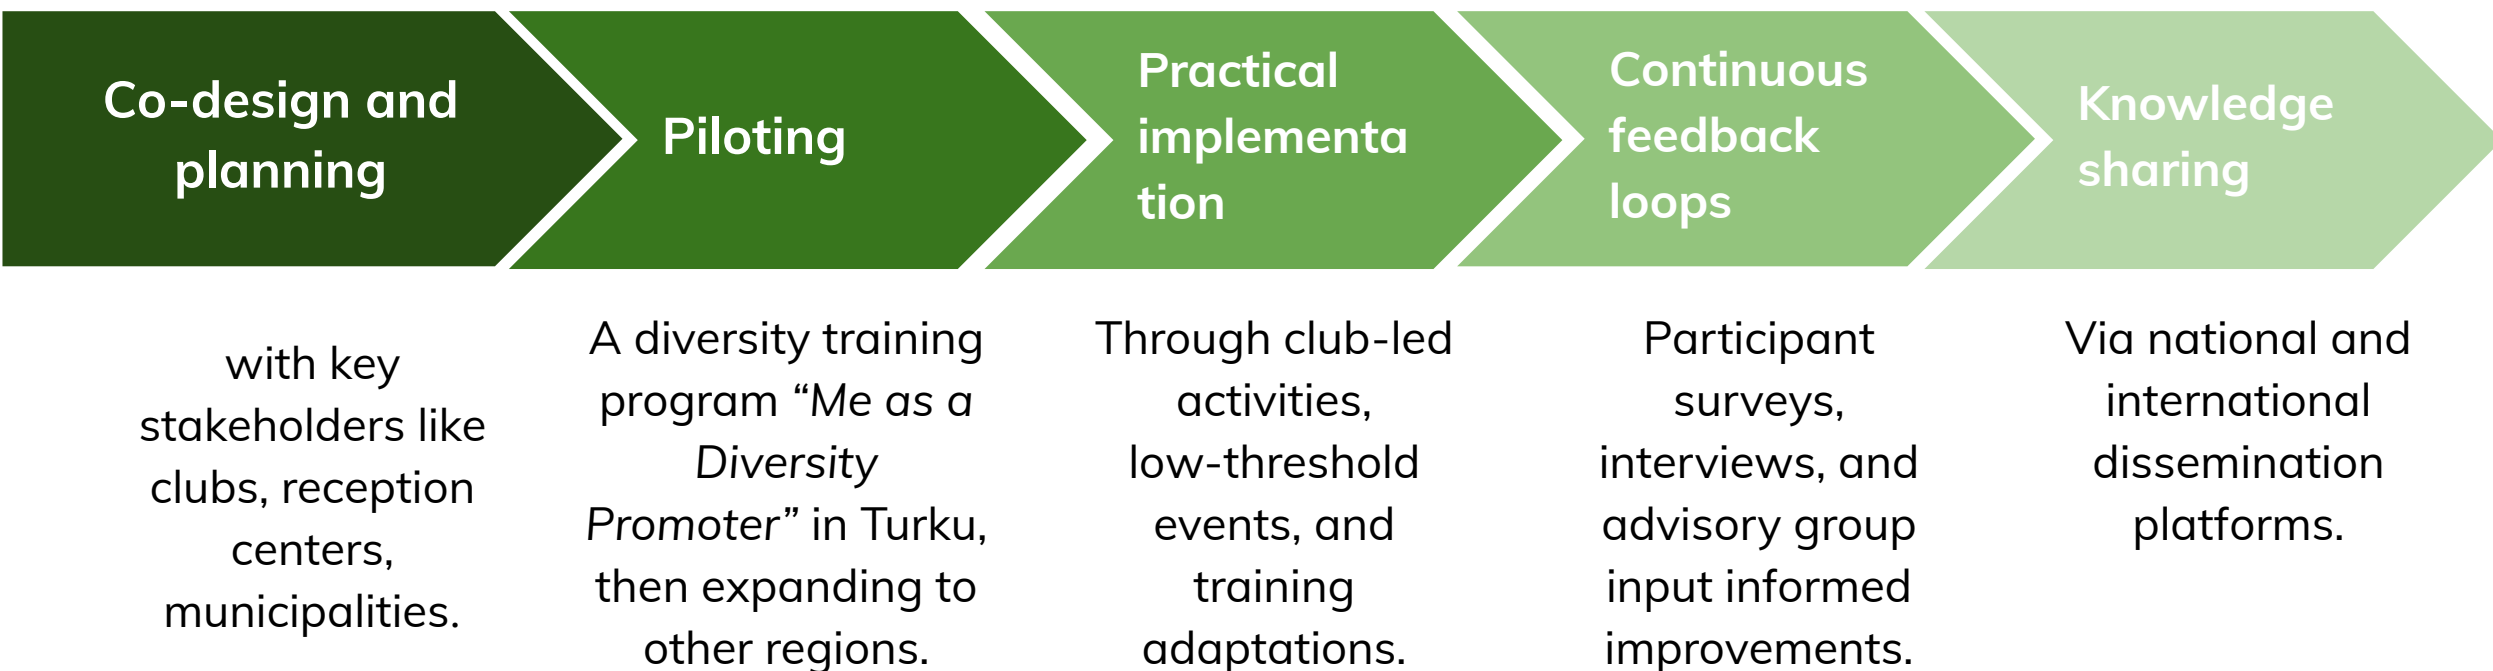 Co-design and
planning
Piloting
Practical
implementa
tion
Continuous
feedback
loops
Knowledge
sharing
with key
stakeholders like
clubs, reception
centers,
municipalities.
A diversity training
program “Me as a
Diversity
Promoter” in Turku,
then expanding to
other regions.
Through club-led
activities,
low-threshold
events, and
training
adaptations.
Participant
surveys,
interviews, and
advisory group
input informed
improvements.
Via national and
international
dissemination
platforms.